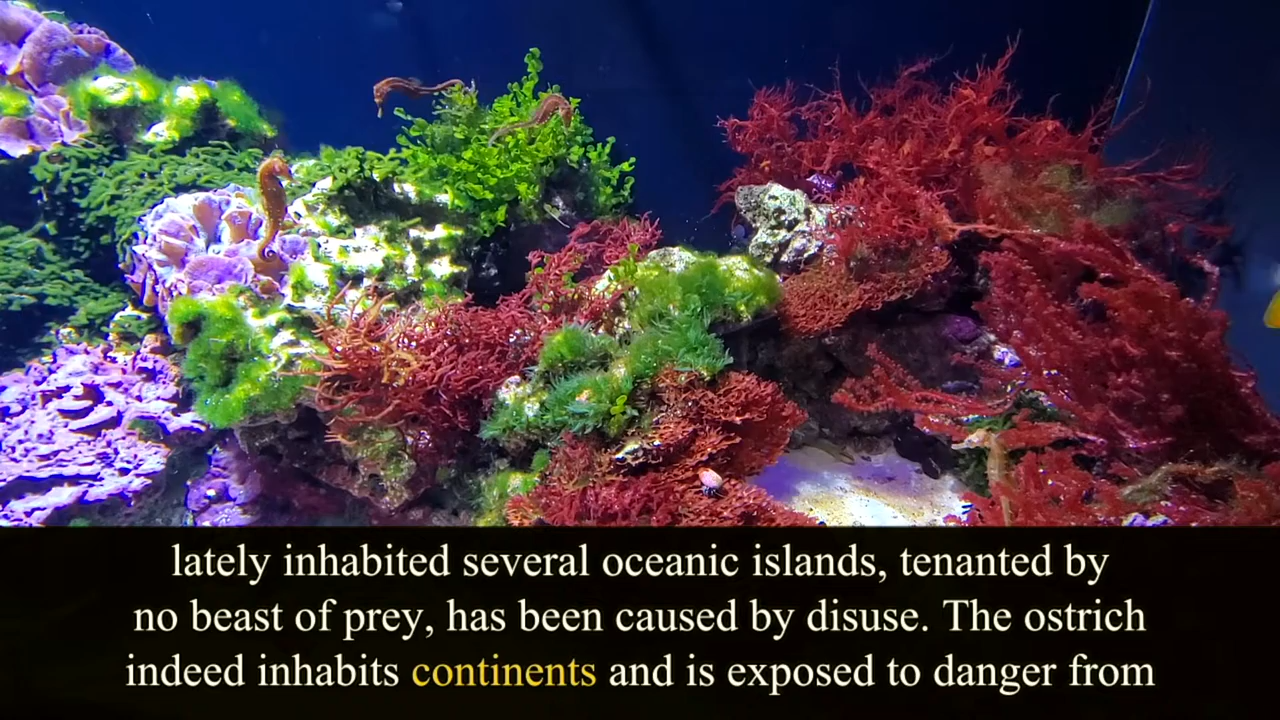 lately inhabited several oceanic islands, tenanted by
no beast of prey, has been caused by disuse. The ostrich
indeed inhabits continents and is exposed to danger from